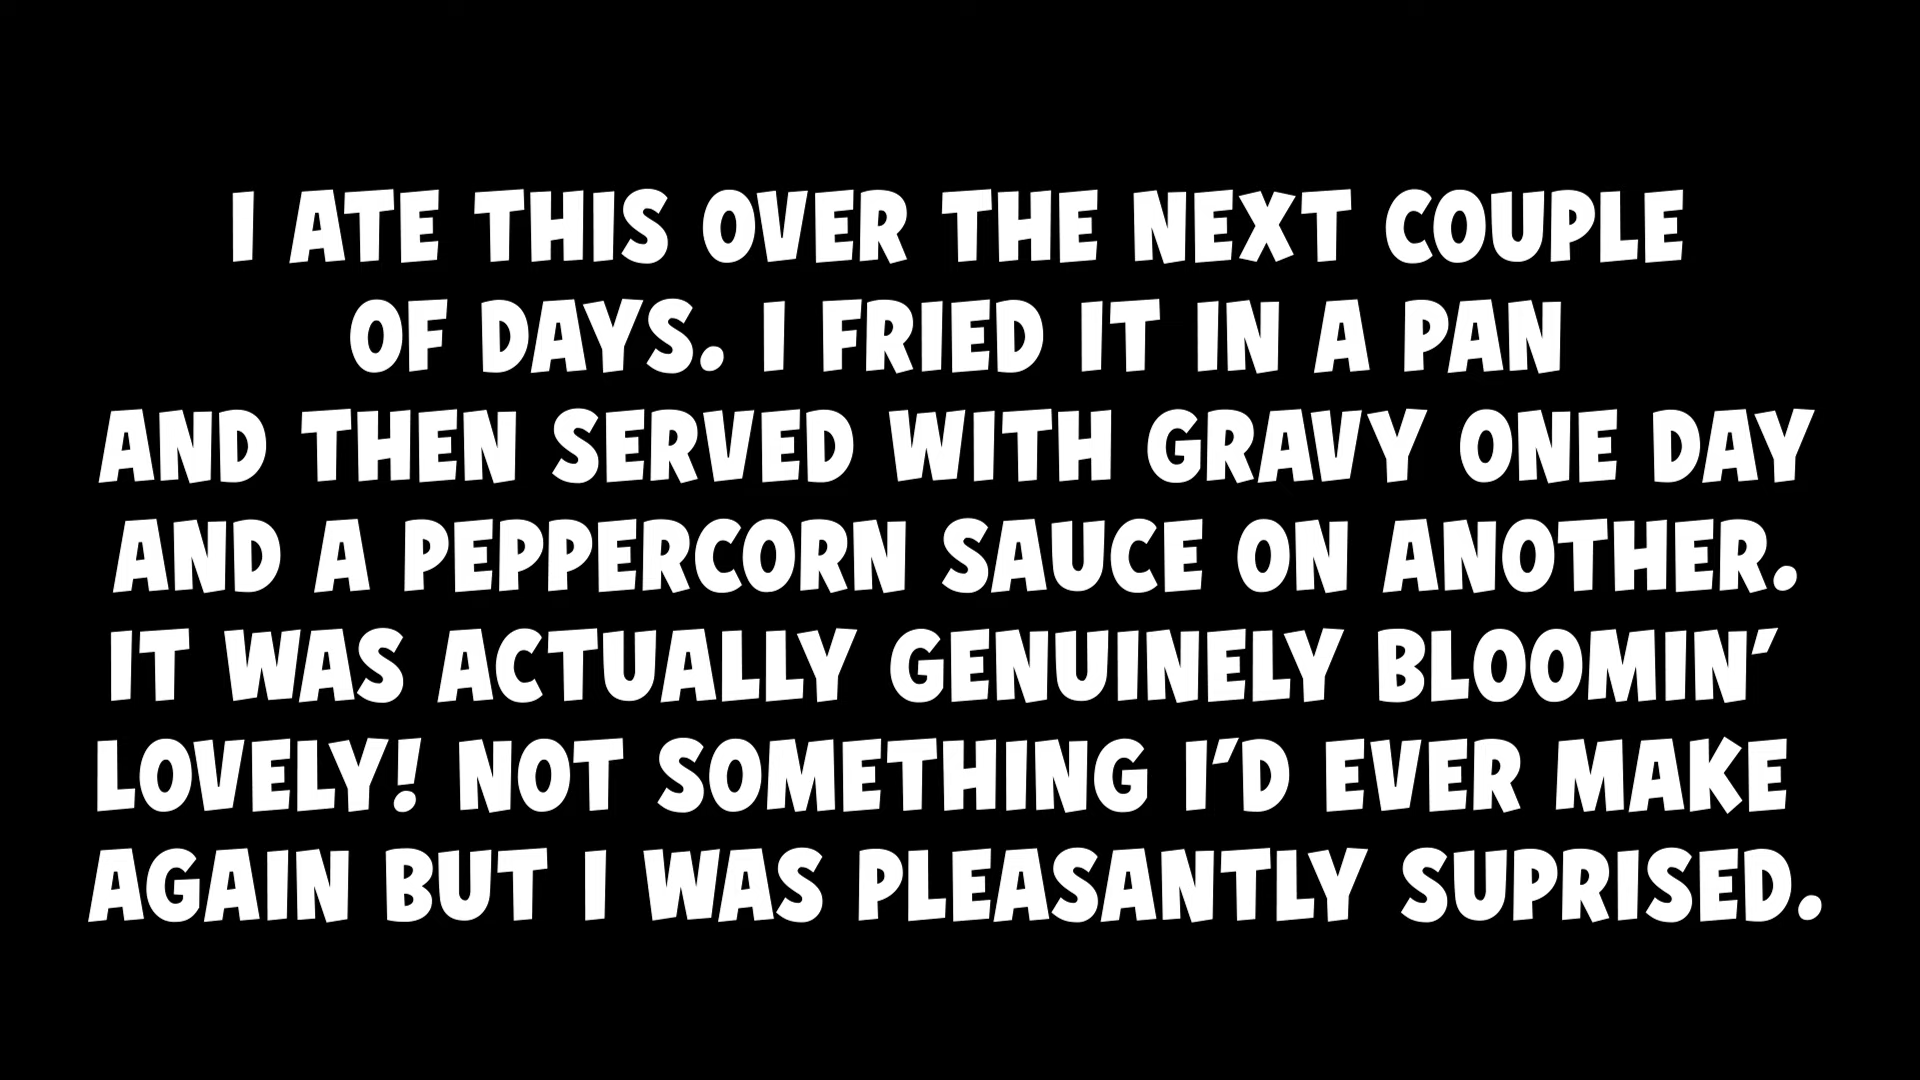 I ATE THIS OVER THE NEXT COUPLE
OF DAYS. I FRIED IT IN A PAN
AND THEN SERVED WITH GRAVY ONE DAY
AND A PEPPERCORN SAUCE ON ANOTHER.
IT WAS ACTUALLY GENUINELY BLOOMIN'
LOVELY! NOT SOMETHING I'D EVER MAKE
AGAIN BUT I WAS PLEASANTLY SUPRISED.